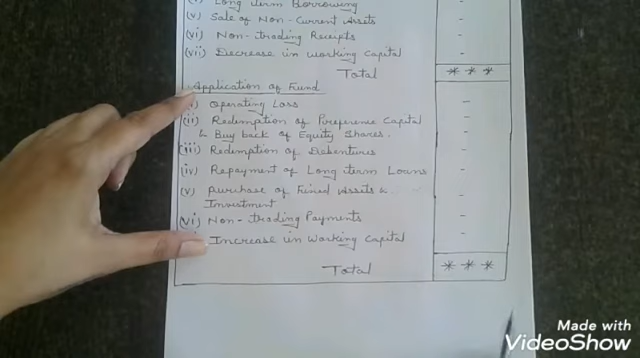 Long Term Borrowing -
(v) Sale of Non-Current Assets -
(vi) Non-trading Receipts -
(vii) Decrease in working Capital -
Total ***
Application of Fund
Operating Loss -
(ii) Redemption of Preference Capital -
& Buy back of Equity Shares. -
(iii) Redemption of Debentures -
(iv) Repayment of Long term Loans -
(v) Purchase of Fixed Assets & -
Investment
(vi) Non-trading Payments -
Increase in Working Capital -
Total ***
Made with
VideoShow